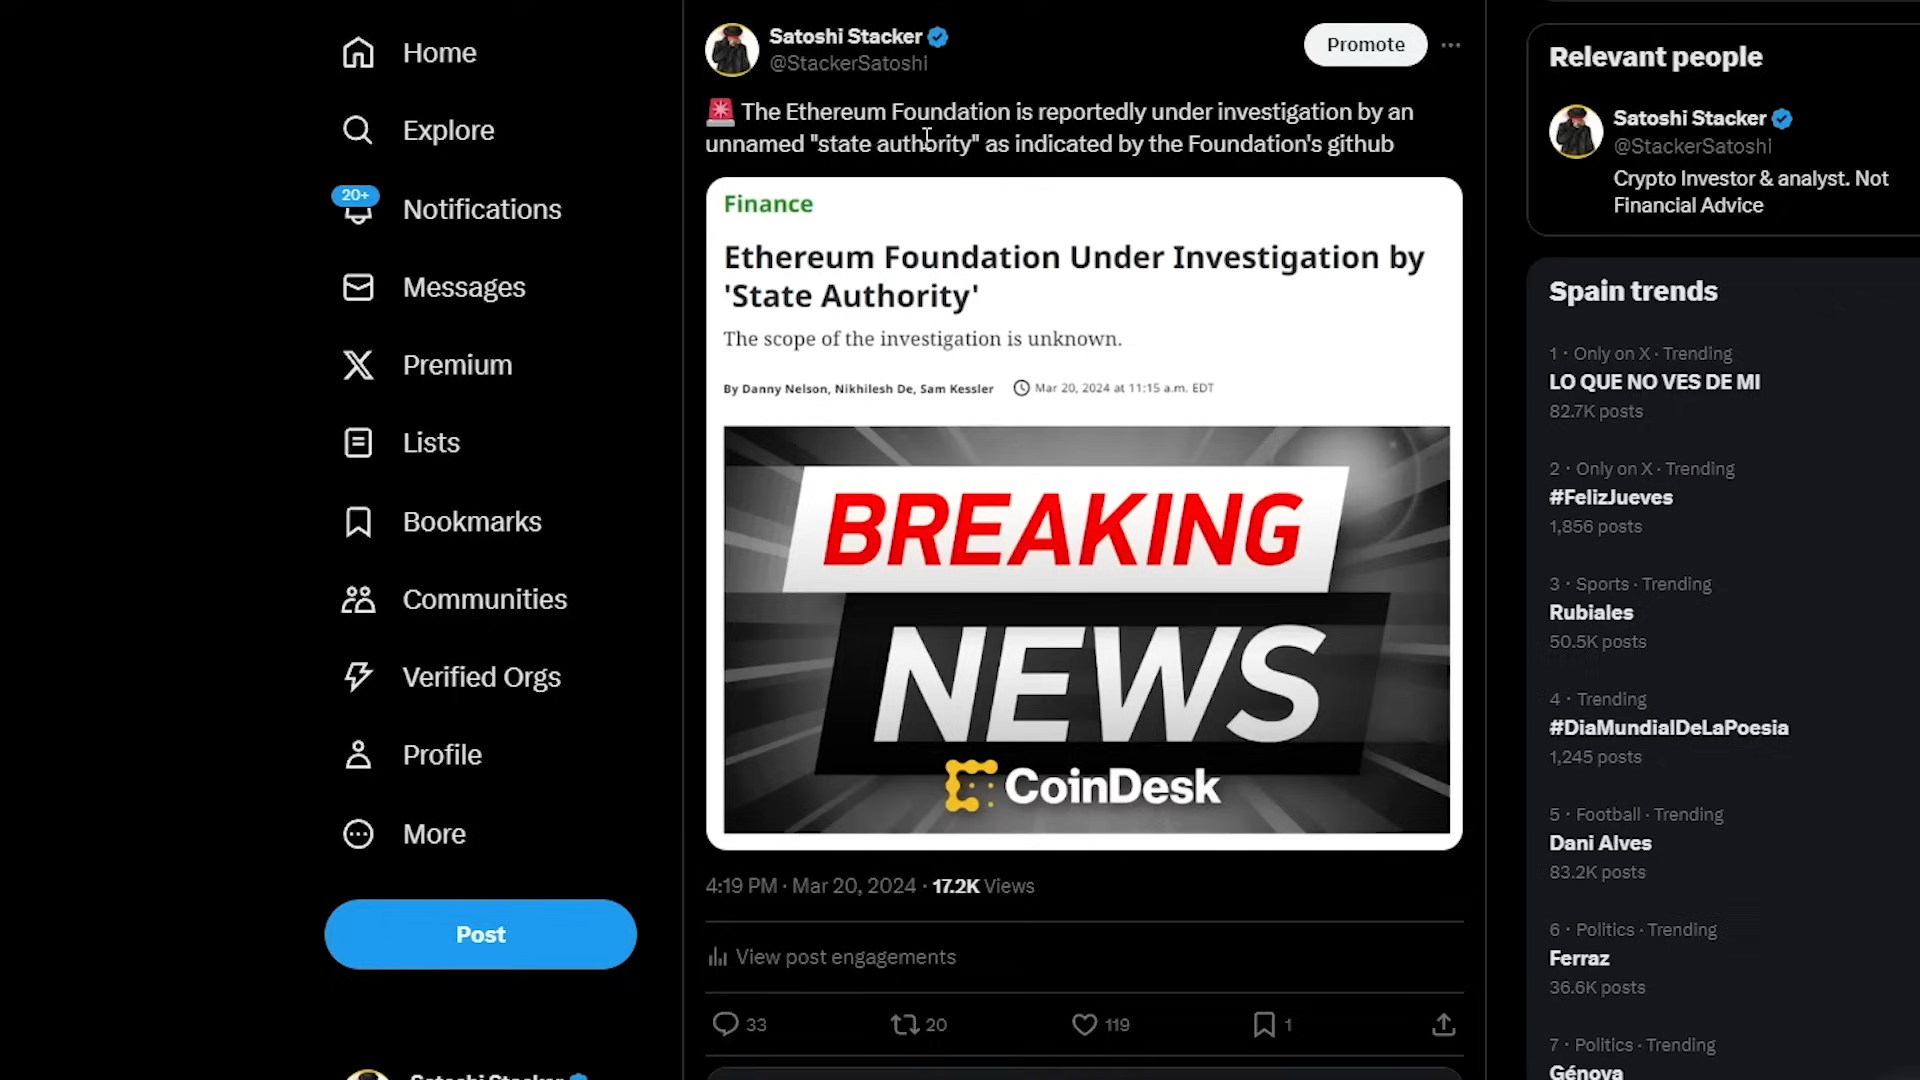 Home
Explore
20+
Notifications
Messages
Premium
Lists
Bookmarks
Communities
Verified Orgs
Profile
More
Post
Satoshi Stacker
Satoshi Stacker
@StackerSatoshi
Promote
The Ethereum Foundation is reportedly under investigation by an
unnamed "state authority" as indicated by the Foundation's github
Finance
Ethereum Foundation Under Investigation by
'State Authority'
The scope of the investigation is unknown.
By Danny Nelson, Nikhilesh De, Sam Kessler Mar 20, 2024 at 11:15 a.m. EDT
BREAKING
NEWS
CoinDesk
4:19 PM · Mar 20, 2024 · 17.2K Views
View post engagements
33 20 119 1
Relevant people
Satoshi Stacker
@StackerSatoshi
Crypto Investor & analyst. Not
Financial Advice
Spain trends
1 · Only on X · Trending
LO QUE NO VES DE MI
82.7K posts
2 · Only on X · Trending
#FelizJueves
1,856 posts
3 · Sports · Trending
Rubiales
50.5K posts
4 · Trending
#DiaMundialDeLaPoesia
1,245 posts
5 · Football · Trending
Dani Alves
83.2K posts
6 · Politics · Trending
Ferraz
36.6K posts
7 · Politics · Trending
Génova